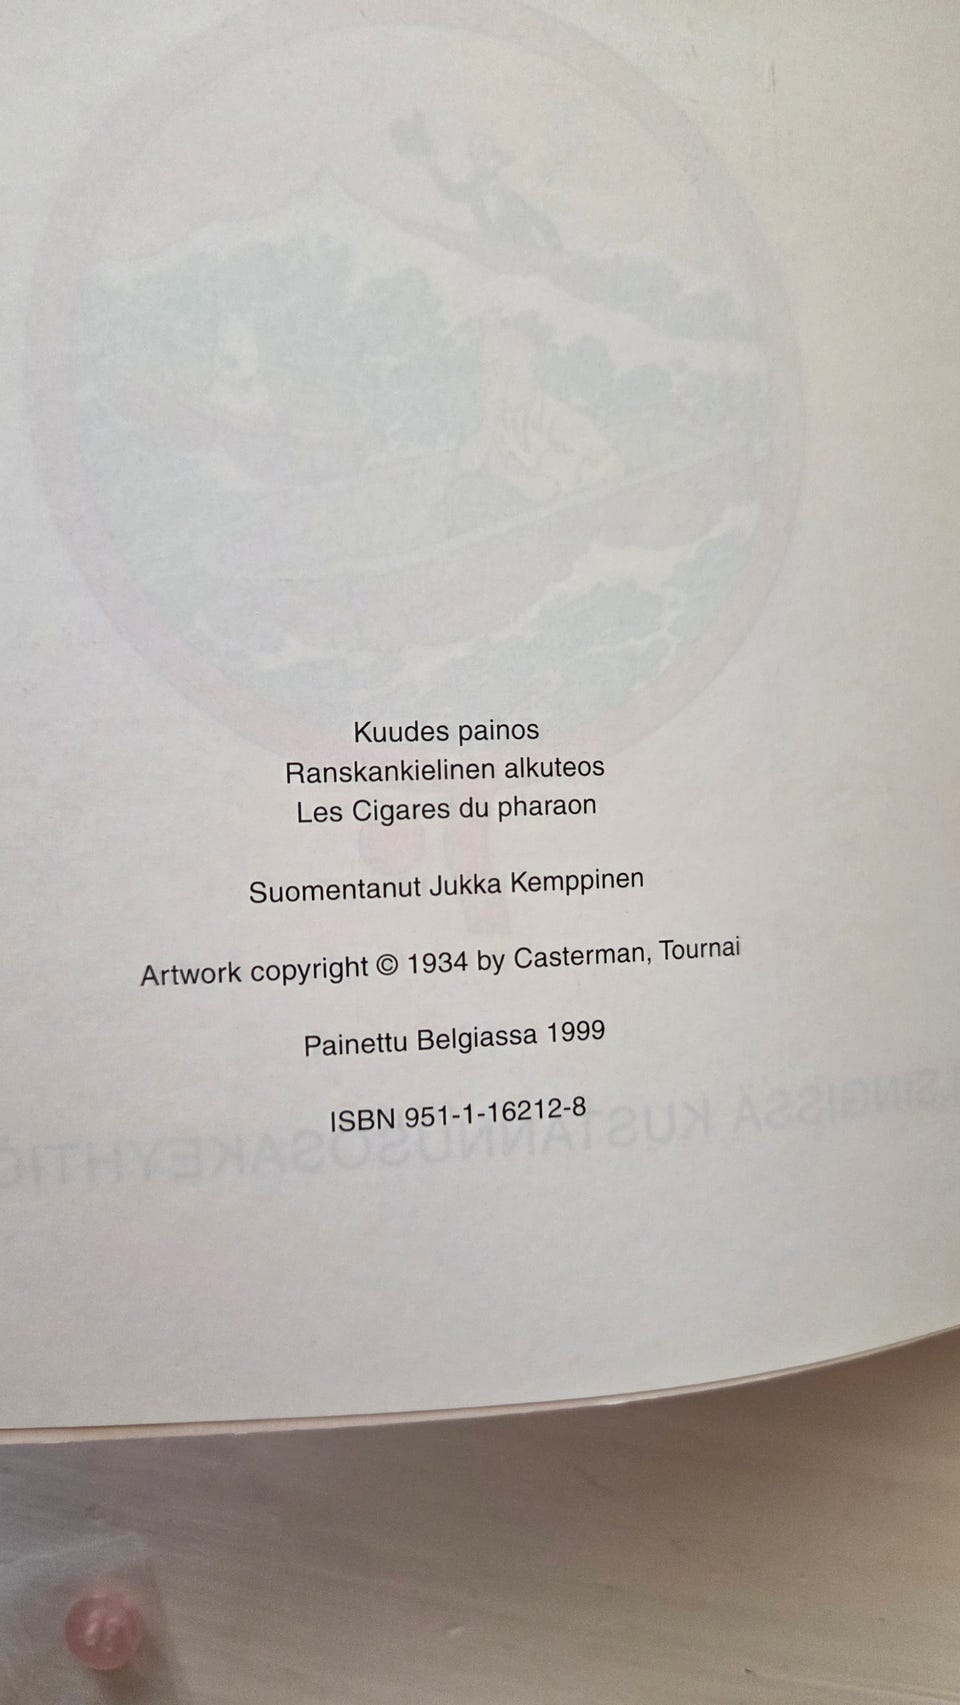 Kuudes painos
Ranskankielinen alkuteos
Les Cigares du pharaon
Suomentanut Jukka Kemppinen
Artwork copyright © 1934 by Casterman, Tournai
Painettu Belgiassa 1999
ISBN 951-1-16212-8